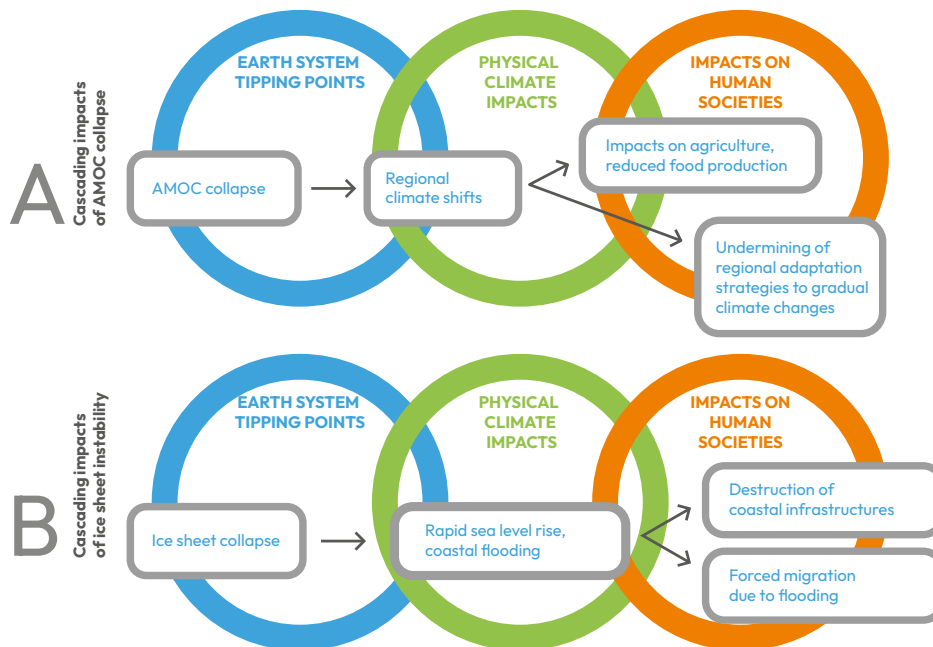 A
Cascading impacts
of AMOC collapse
EARTH SYSTEM
TIPPING POINTS
PHYSICAL
CLIMATE
IMPACTS
IMPACTS ON
HUMAN
SOCIETIES
AMOC collapse
Regional
climate shifts
Impacts on agriculture,
reduced food production
Undermining of
regional adaptation
strategies to gradual
climate changes
B
Cascading impacts
of ice sheet instability
EARTH SYSTEM
TIPPING POINTS
PHYSICAL
CLIMATE
IMPACTS
IMPACTS ON
HUMAN
SOCIETIES
Ice sheet collapse
Rapid sea level rise,
coastal flooding
Destruction of
coastal infrastructures
Forced migration
due to flooding